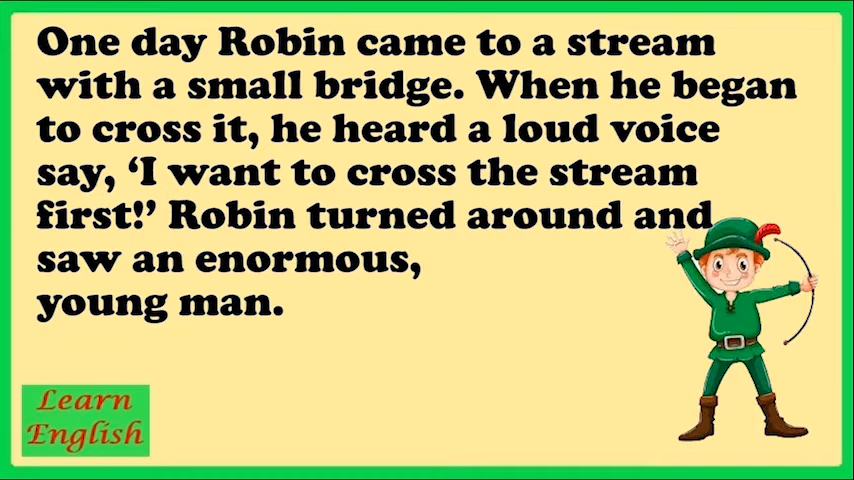 One day Robin came to a stream
with a small bridge. When he began
to cross it, he heard a loud voice
say, ‘I want to cross the stream
first!’ Robin turned around and
saw an enormous,
young man.
Learn
English